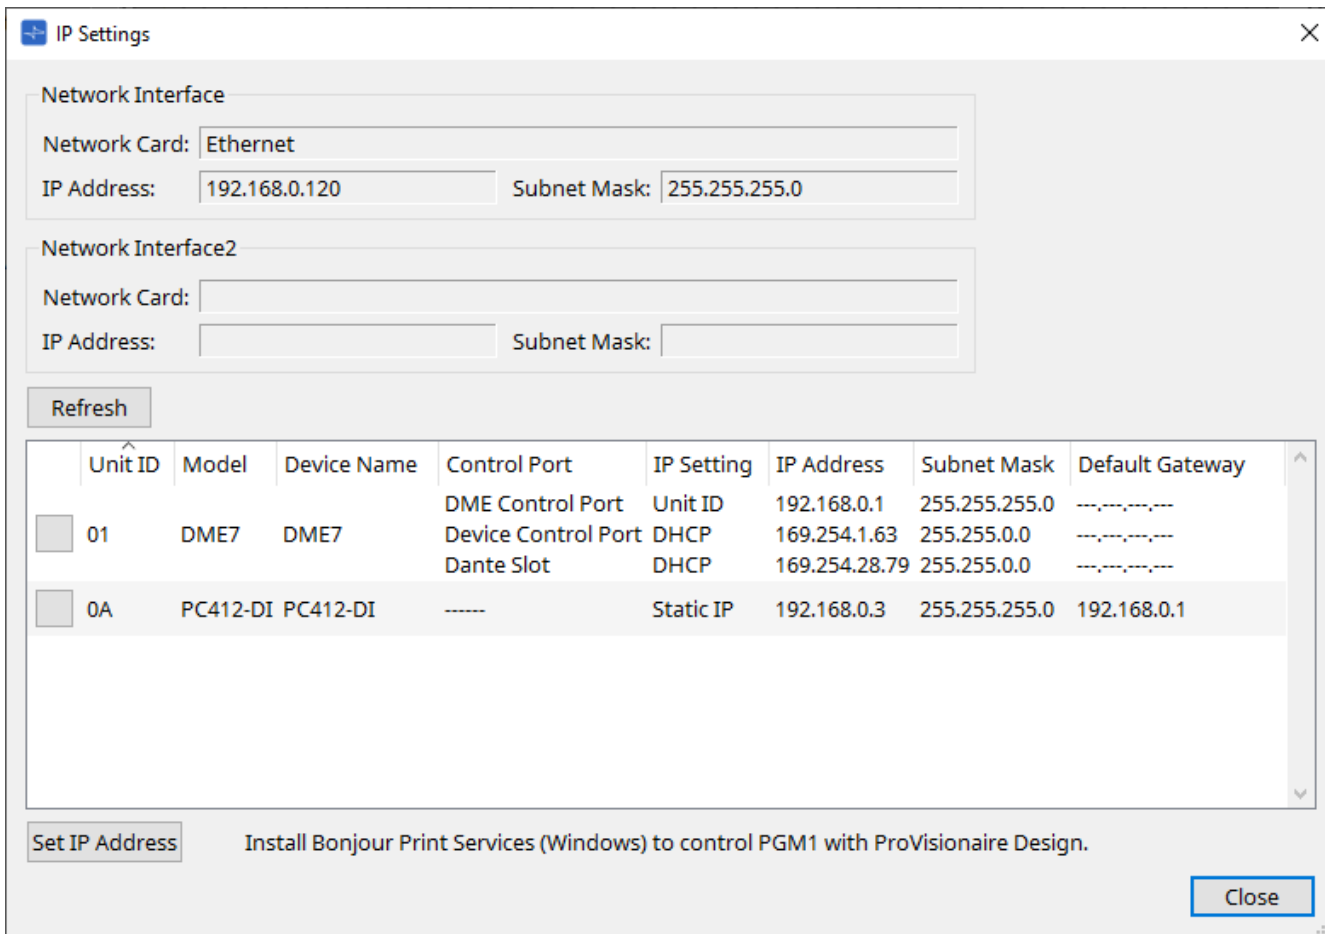 IP Settings
Network Interface
Network Card: Ethernet
IP Address: 192.168.0.120 Subnet Mask: 255.255.255.0
Network Interface2
Network Card:
IP Address: Subnet Mask:
Refresh
Unit ID Model Device Name Control Port IP Setting IP Address Subnet Mask Default Gateway
DME Control Port Unit ID 192.168.0.1 255.255.255.0 ---.---.---.---
01 DME7 DME7 Device Control Port DHCP 169.254.1.63 255.255.0.0 ---.---.---.---
Dante Slot DHCP 169.254.28.79 255.255.0.0 ---.---.---.---
0A PC412-DI PC412-DI ------ Static IP 192.168.0.3 255.255.255.0 192.168.0.1
Set IP Address Install Bonjour Print Services (Windows) to control PGM1 with ProVisionaire Design.
Close